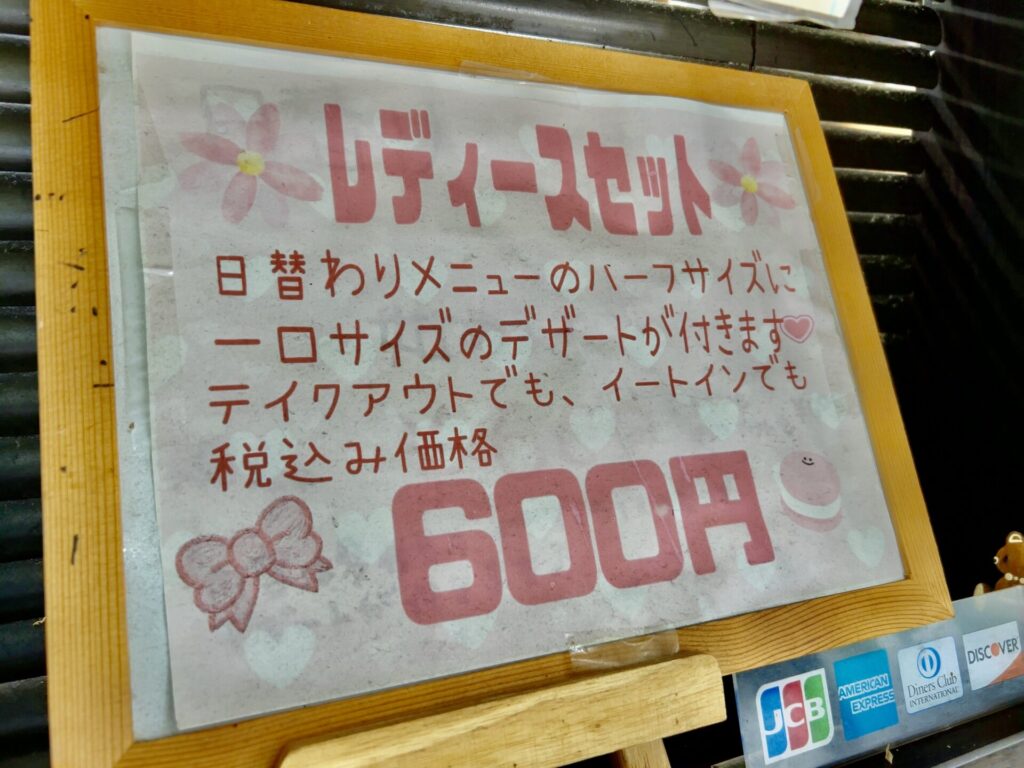 レディースセット
日替わりメニューのハーフサイズに
一口サイズのデザートが付きます
テイクアウトでも、イートインでも
税込み価格
600円
JCB
AMERICAN EXPRESS
Diners Club
INTERNATIONAL
DISCOVER